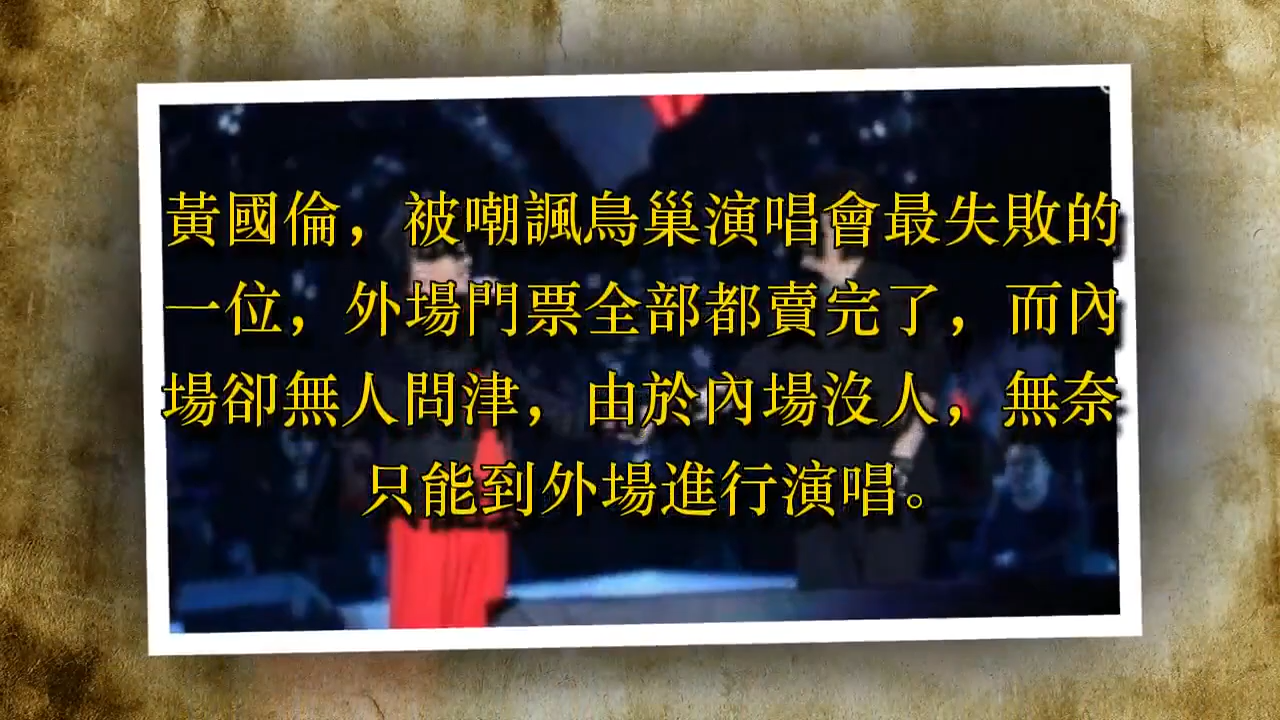 黃國倫，被嘲諷鳥巢演唱會最失敗的
一位，外場門票全部都賣完了，而內
場卻無人問津，由於內場沒人，無奈
只能到外場進行演唱。